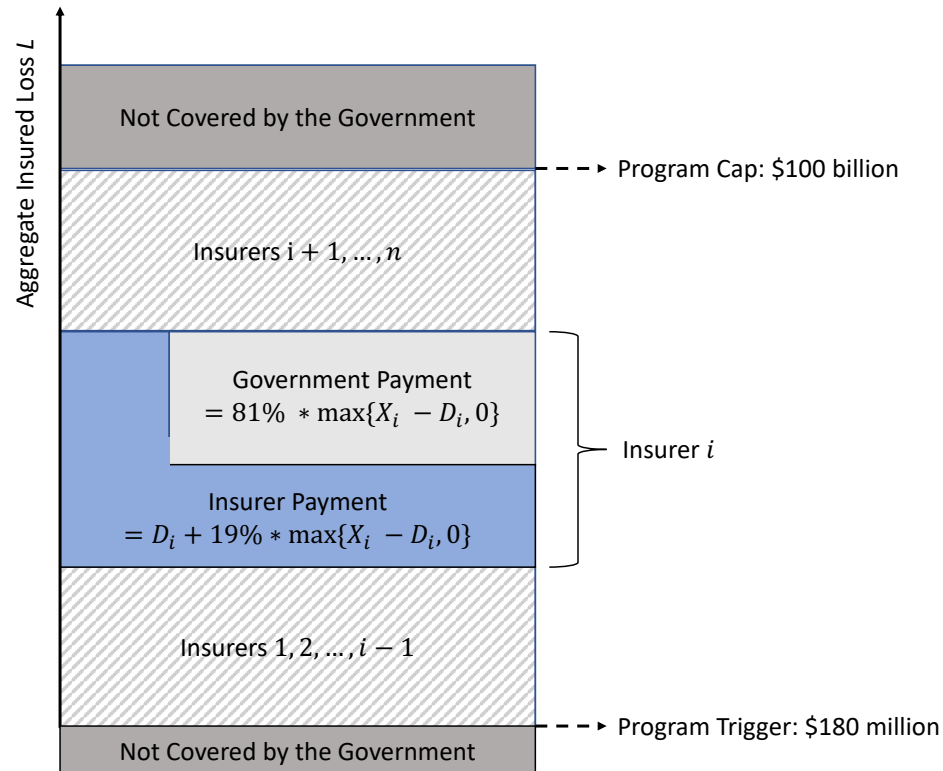 Aggregate Insured Loss L
Not Covered by the Government
Program Cap: $100 billion
Insurers i + 1, … , n
Government Payment
= 81% ∗ max{X_i − D_i, 0}
Insurer i
Insurer Payment
= D_i + 19% ∗ max{X_i − D_i, 0}
Insurers 1, 2, … , i − 1
Program Trigger: $180 million
Not Covered by the Government